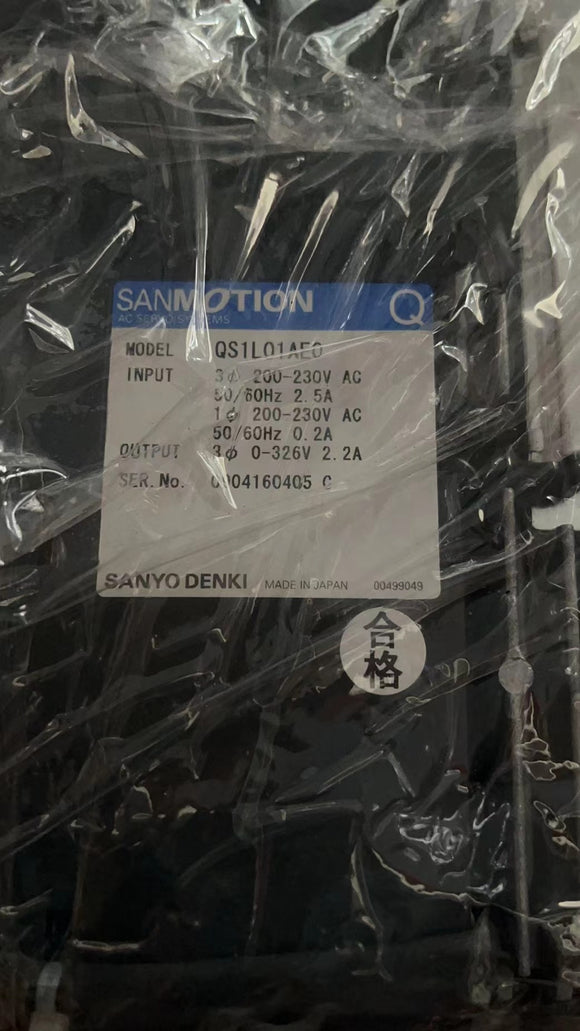 SANMOTION Q
AC SERVO SYSTEMS
MODEL QS1L01AE0
INPUT 3ϕ 200-230V AC
50/60Hz 2.5A
1ϕ 200-230V AC
50/60Hz 0.2A
OUTPUT 3ϕ 0-326V 2.2A
SER.No. 0004160405 C
SANYO DENKI MADE IN JAPAN 00499049
合格